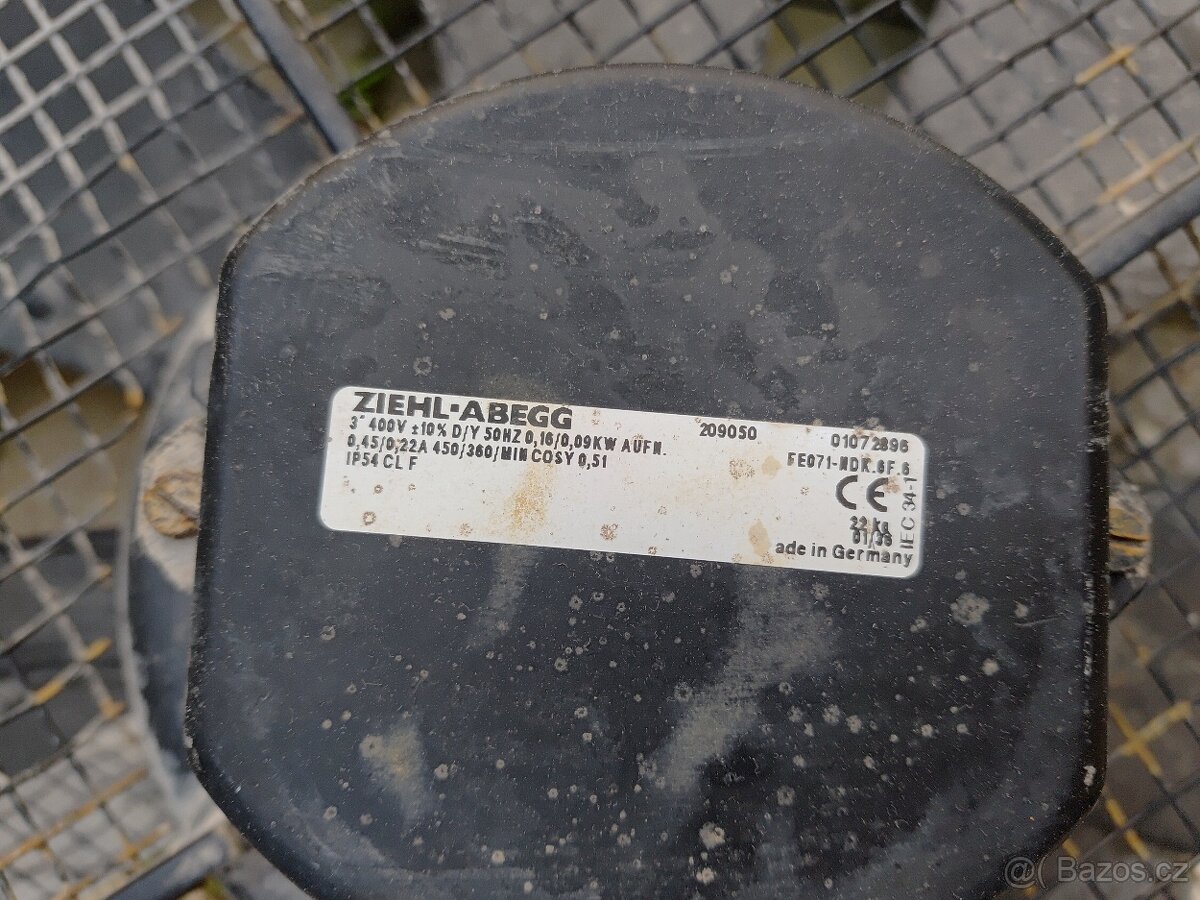 ZIEHL-ABEGG 209050 01072896
3~400V ±10% D/Y 50HZ 0,16/0,09KW AUFN. FE071-NDK.6F.6
0,45/0,22A 450/360/MIN COSY 0,51
IP54 CL F
CE
IEC 34-1
22 kg
ade in Germany
@( Bazos.cz